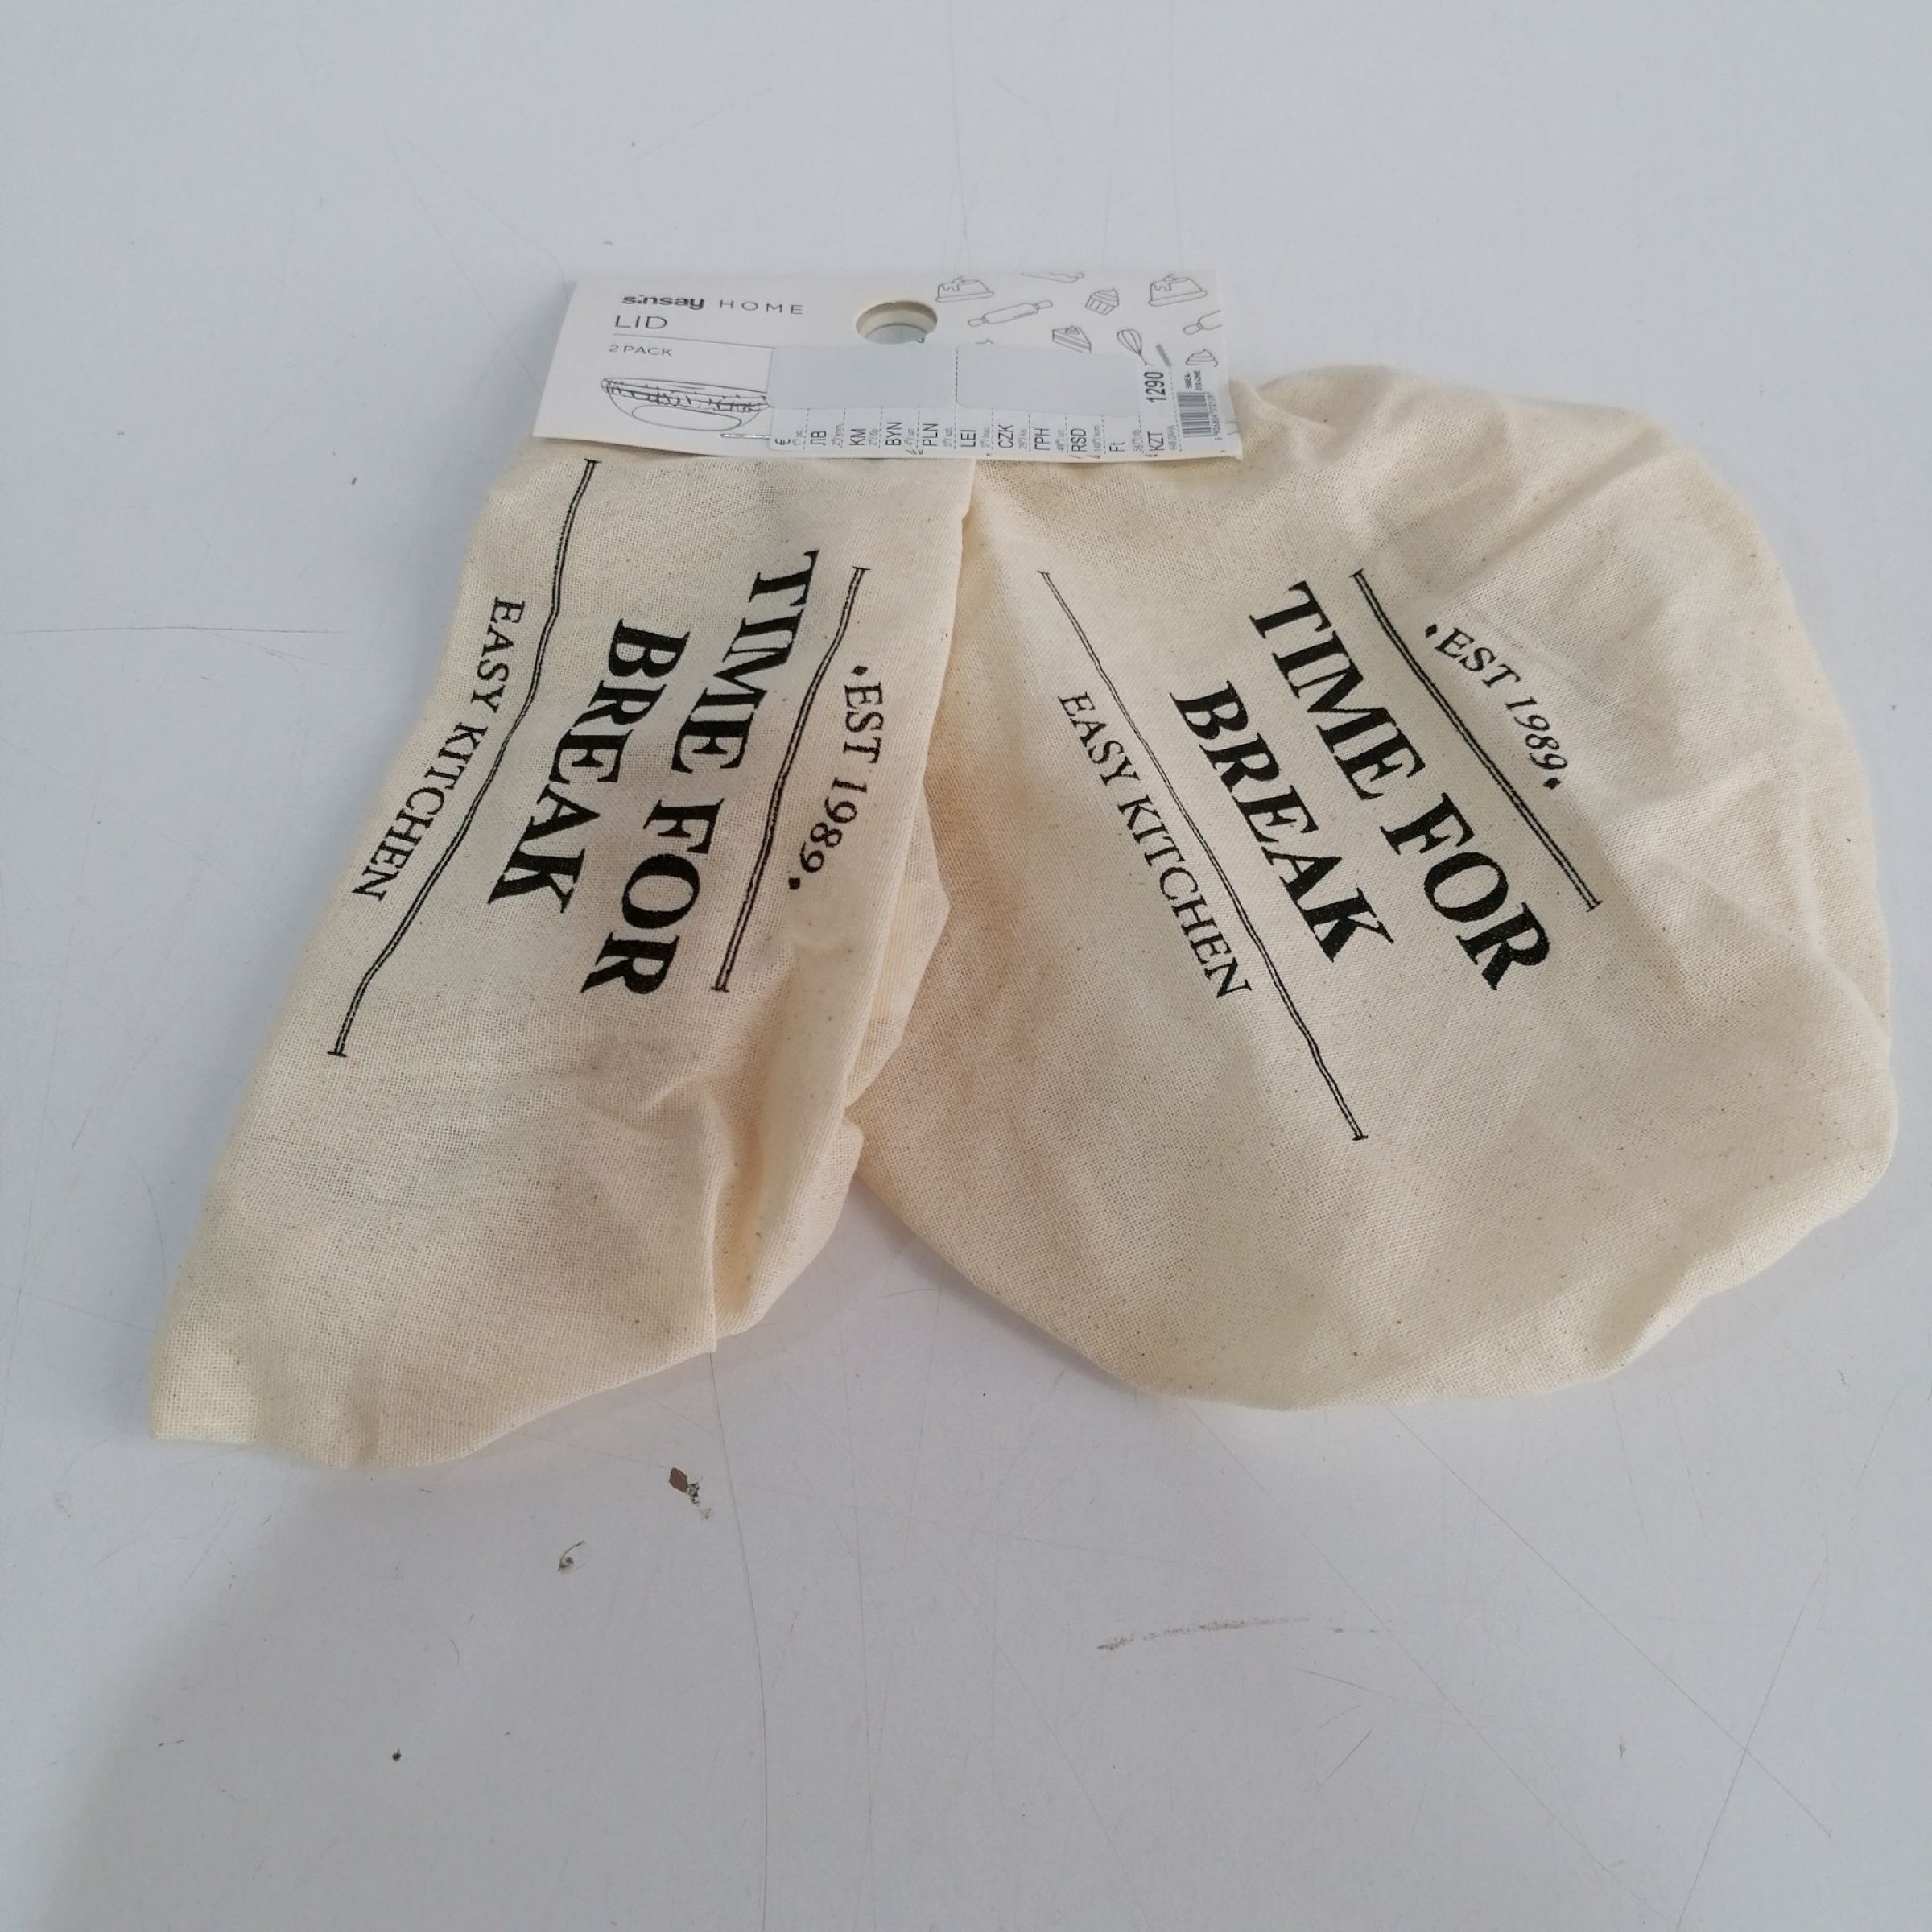 sinsay HOME
LID
2 PACK
€
ЛВ
KM
BYN
PLN
LEI
CZK
ГРН
RSD
Ft
KZT
1290
•EST 1989•
TIME FOR
BREAK
EASY KITCHEN
•EST 1989•
TIME FOR
BREAK
EASY KITCHEN